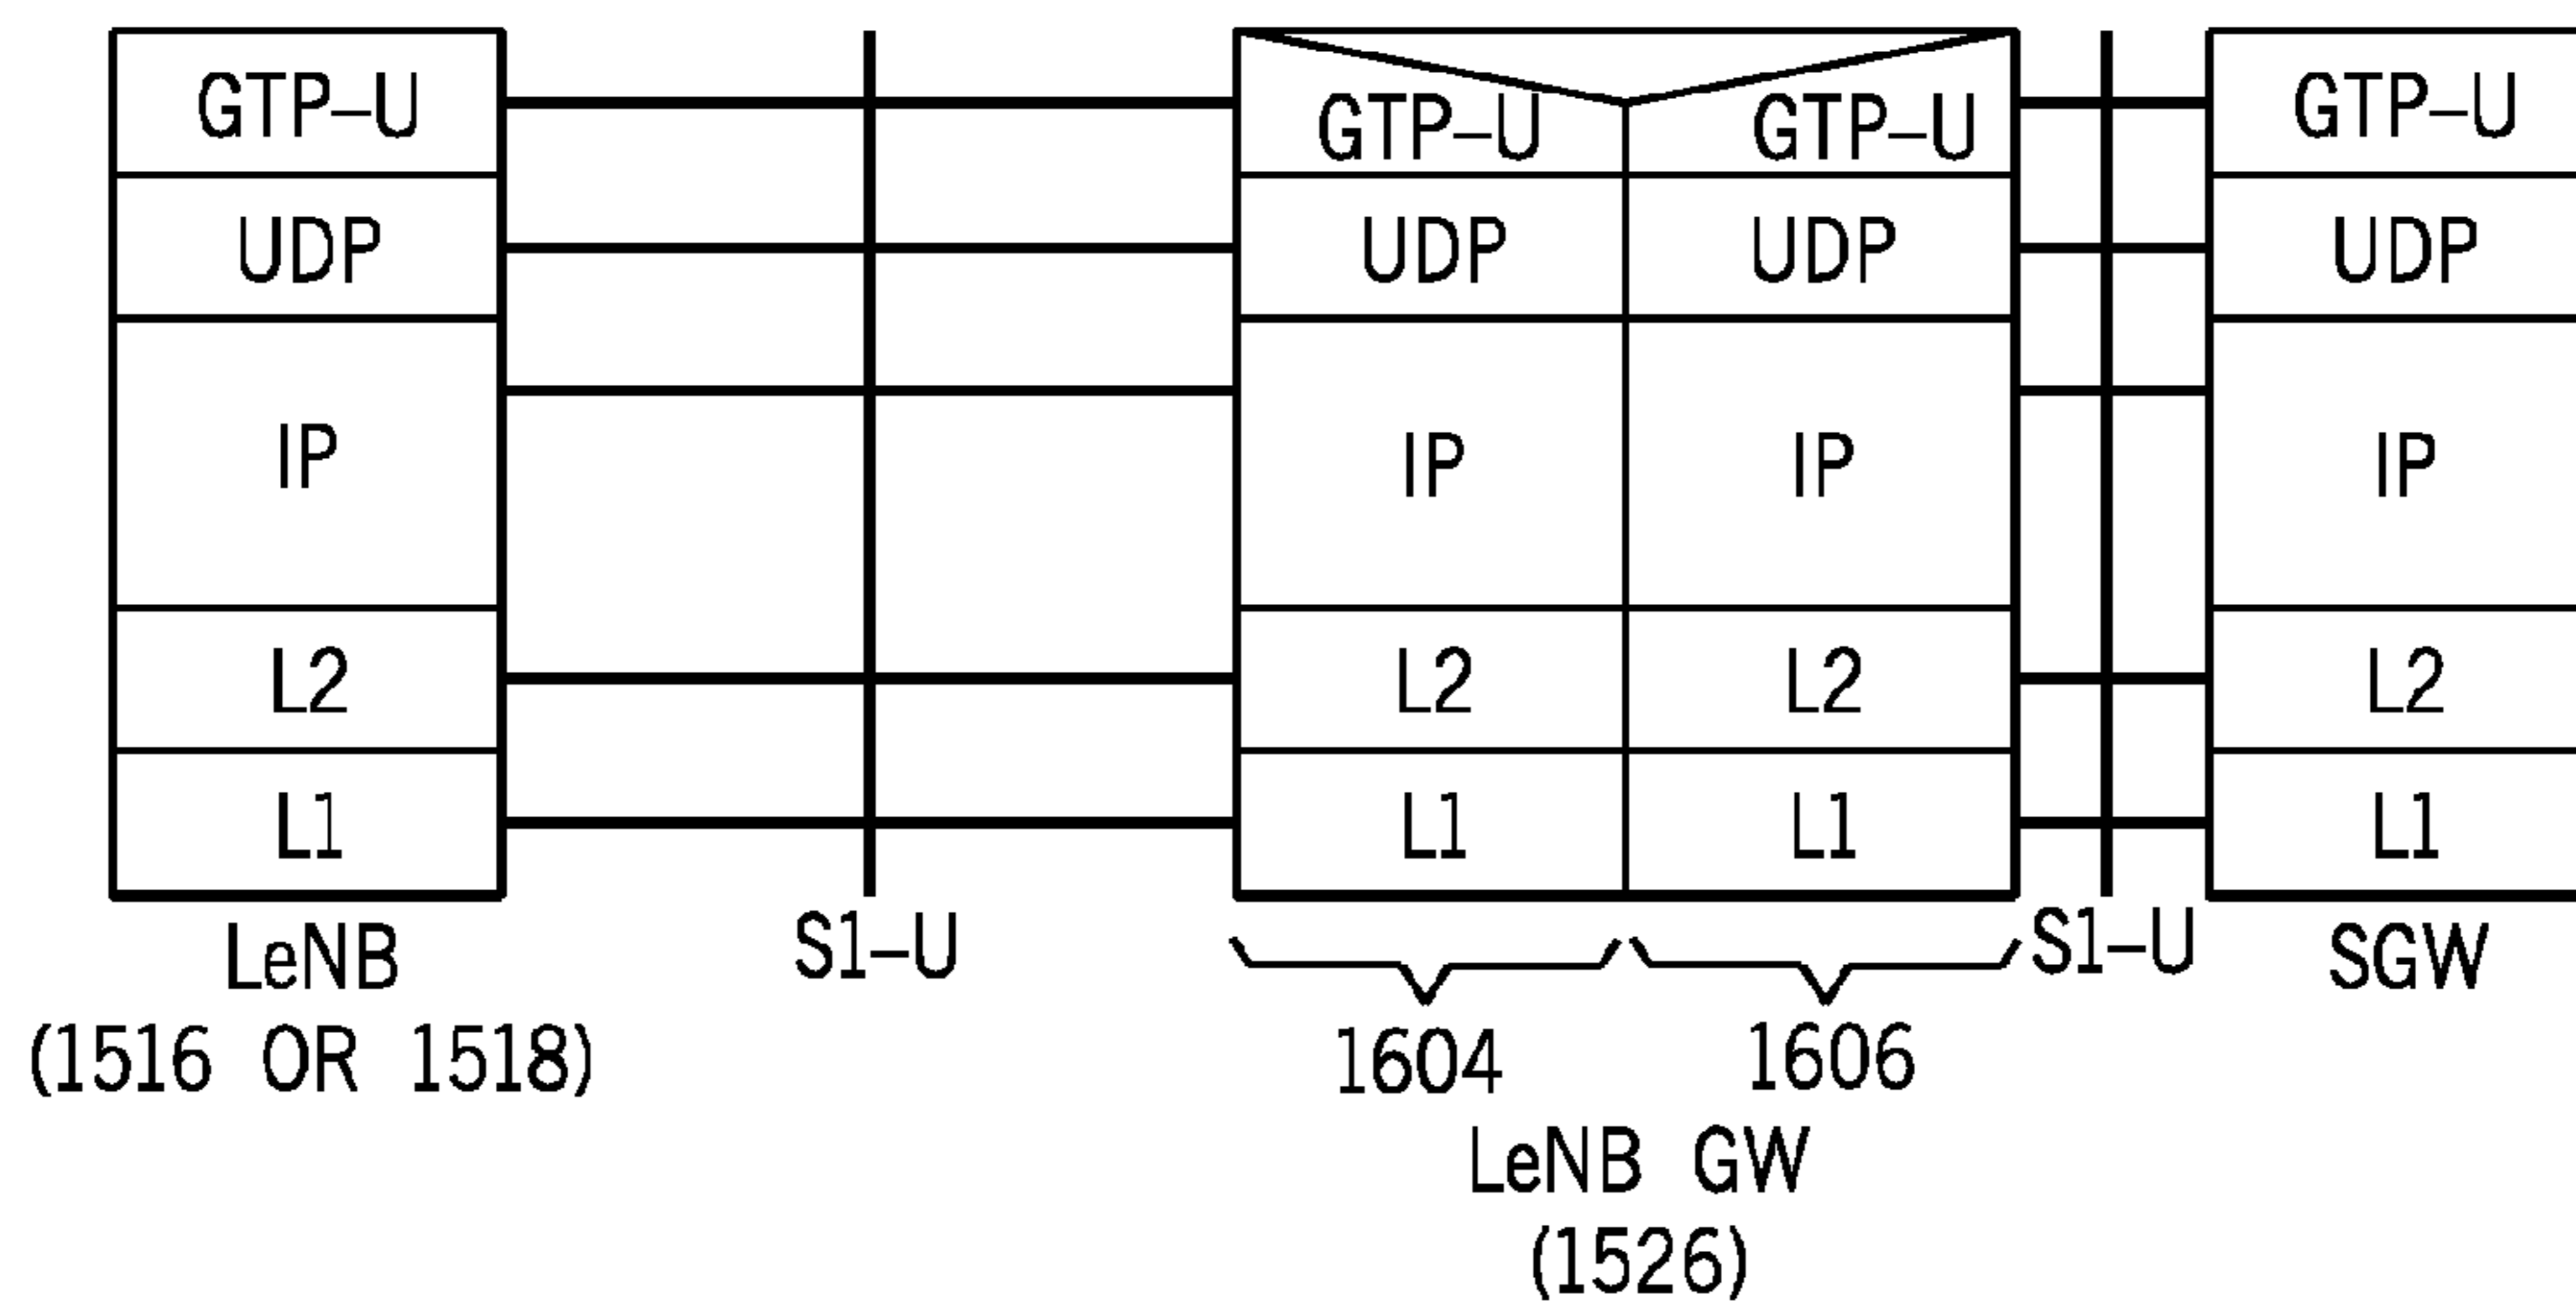 GTP–U
UDP
IP
L2
L1
LeNB
(1516 OR 1518)
S1–U
GTP–U GTP–U
UDP UDP
IP IP
L2 L2
L1 L1
1604 1606
LeNB GW
(1526)
S1–U
GTP–U
UDP
IP
L2
L1
SGW